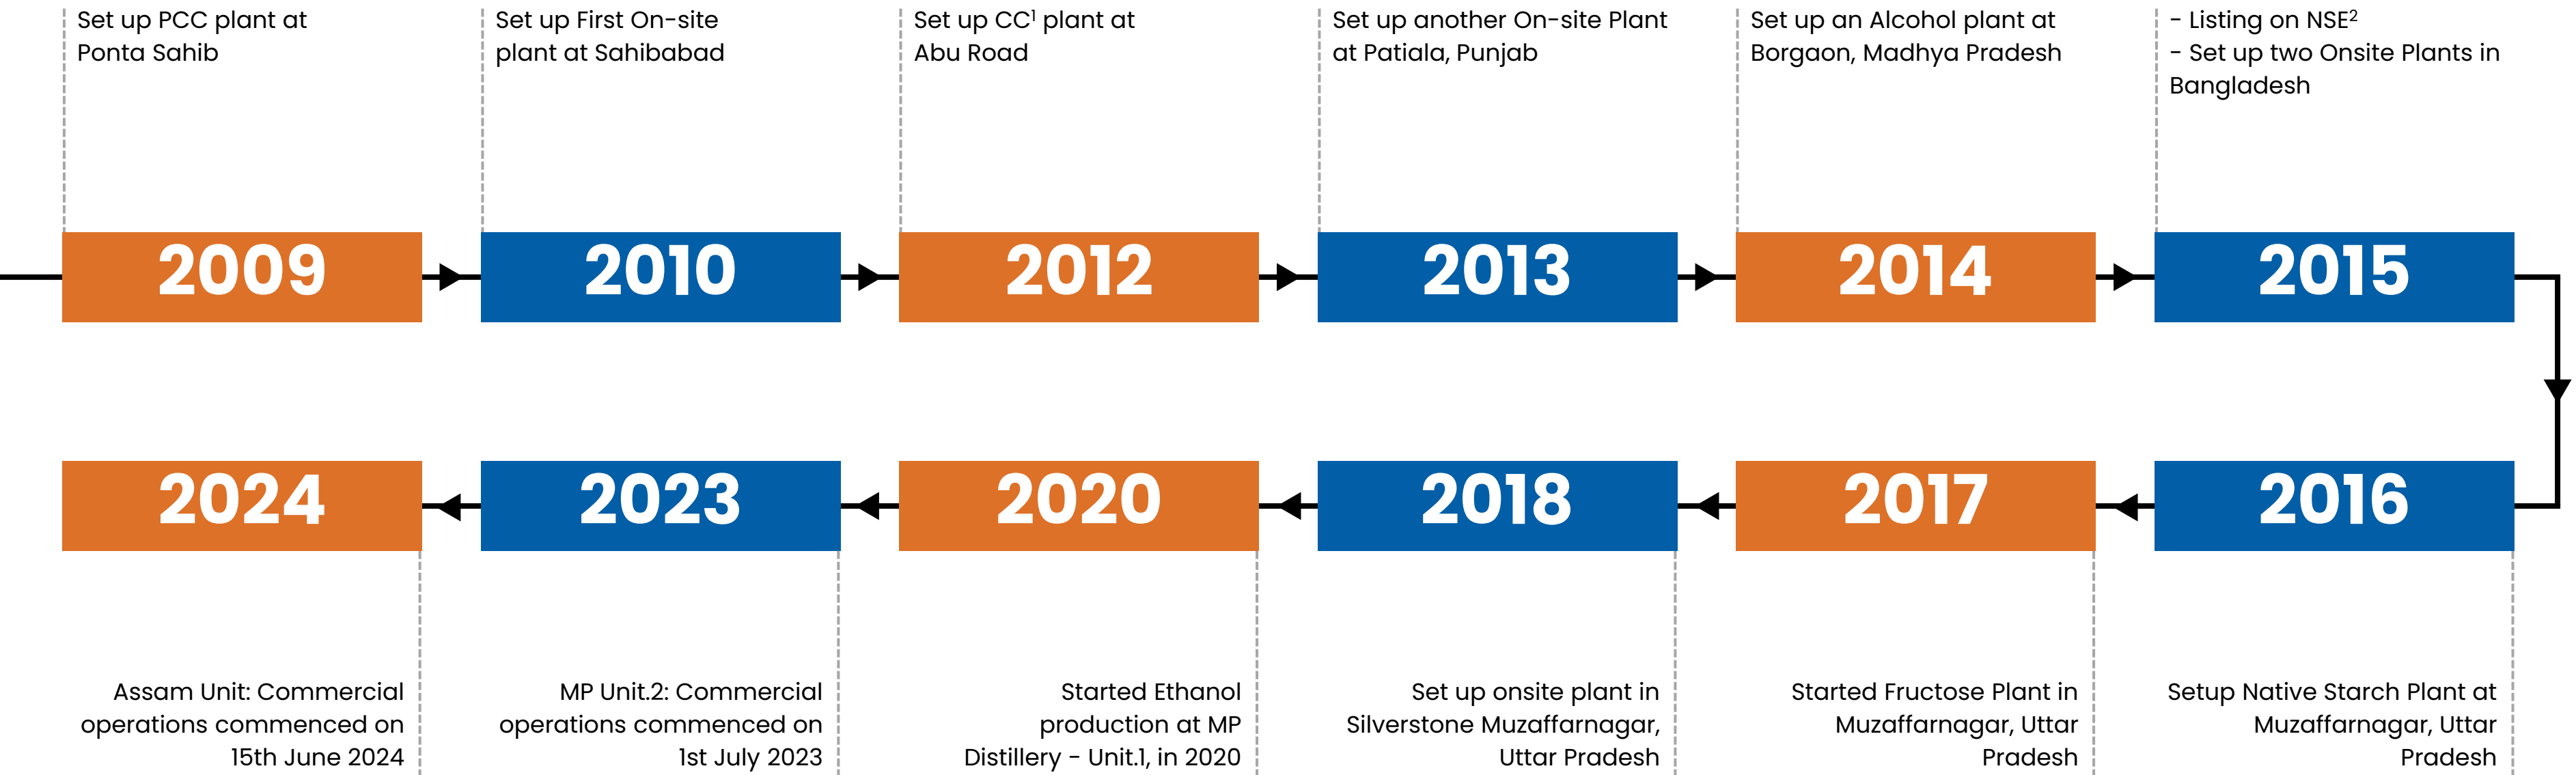 Set up PCC plant at
Ponta Sahib
Set up First On-site
plant at Sahibabad
Set up CC¹ plant at
Abu Road
Set up another On-site Plant
at Patiala, Punjab
Set up an Alcohol plant at
Borgaon, Madhya Pradesh
- Listing on NSE²
- Set up two Onsite Plants in
Bangladesh
2009
2010
2012
2013
2014
2015
2024
2023
2020
2018
2017
2016
Assam Unit: Commercial
operations commenced on
15th June 2024
MP Unit.2: Commercial
operations commenced on
1st July 2023
Started Ethanol
production at MP
Distillery - Unit.1, in 2020
Set up onsite plant in
Silverstone Muzaffarnagar,
Uttar Pradesh
Started Fructose Plant in
Muzaffarnagar, Uttar
Pradesh
Setup Native Starch Plant at
Muzaffarnagar, Uttar
Pradesh